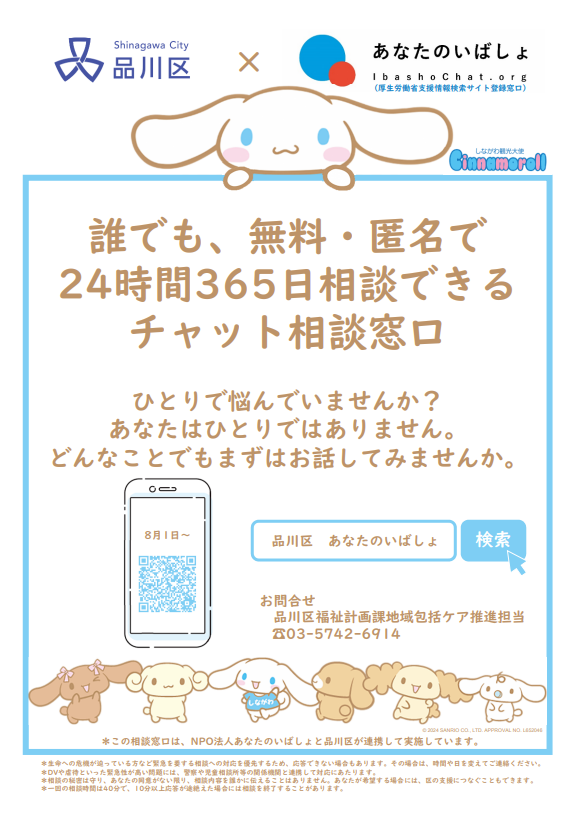 Shinagawa City
品川区
×
あなたのいばしょ
IbashoChat.org
(厚生労働省支援情報検索サイト登録窓口)
しながわ観光大使
Cinnamoroll
誰でも、無料・匿名で
24時間365日相談できる
チャット相談窓口
ひとりで悩んでいませんか？
あなたはひとりではありません。
どんなことでもまずはお話してみませんか。
8月1日～
品川区 あなたのいばしょ
検索
お問合せ
品川区福祉計画課地域包括ケア推進担当
☎03-5742-6914
しながわ
© 2024 SANRIO CO., LTD. APPROVAL NO. L653048
＊この相談窓口は、NPO法人あなたのいばしょと品川区が連携して実施しています。
＊生命への危機が迫っている方など緊急を要する相談への対応を優先するため、応答できない場合もあります。その場合は、時間や日を変えてご連絡ください。
＊DVや虐待といった緊急性が高い問題には、警察や児童相談所等の関係機関と連携して対応にあたります。
＊相談の秘密は守り、あなたの同意がない限り、相談内容を誰かに伝えることはありません。あなたが希望する場合には、区の支援につなぐこともできます。
＊一回の相談時間は40分で、10分以上応答が途絶えた場合には相談を終了することがあります。